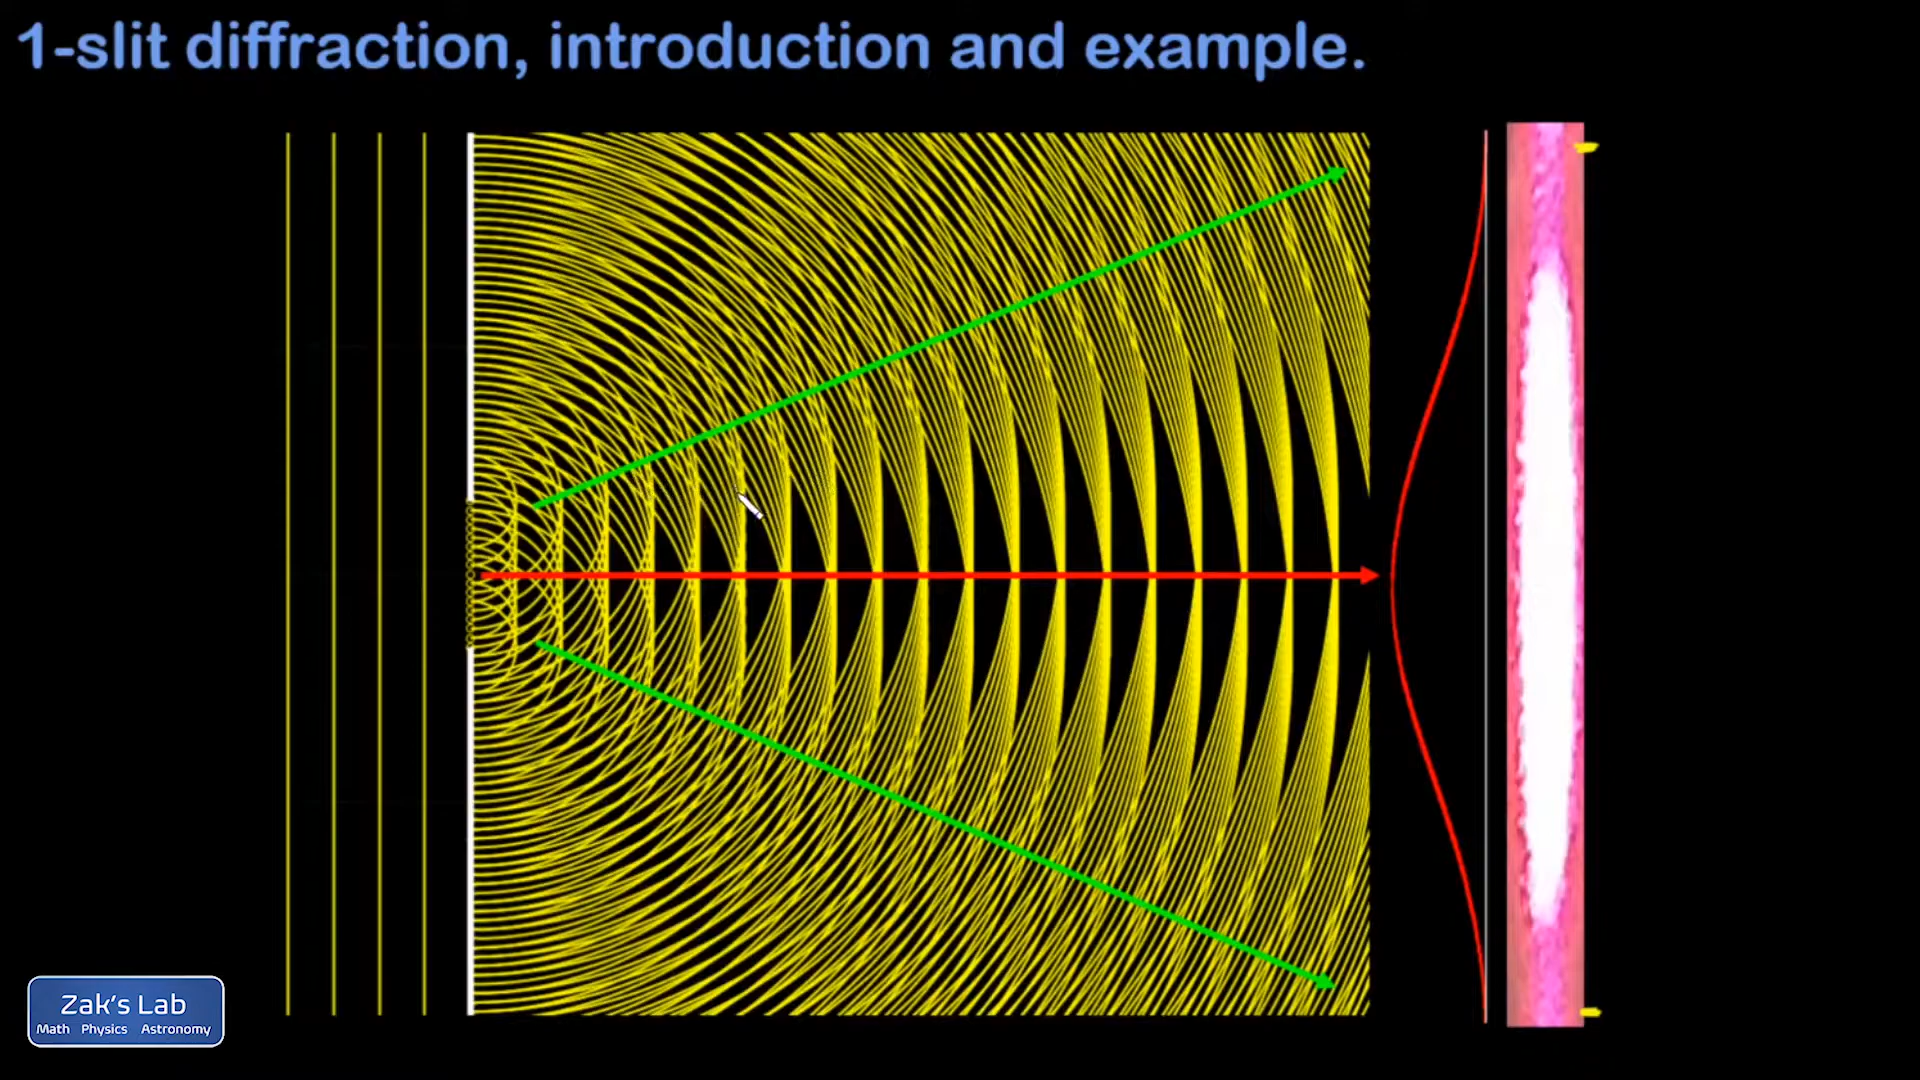 1-slit diffraction, introduction and example.
Zak's Lab
Math Physics Astronomy